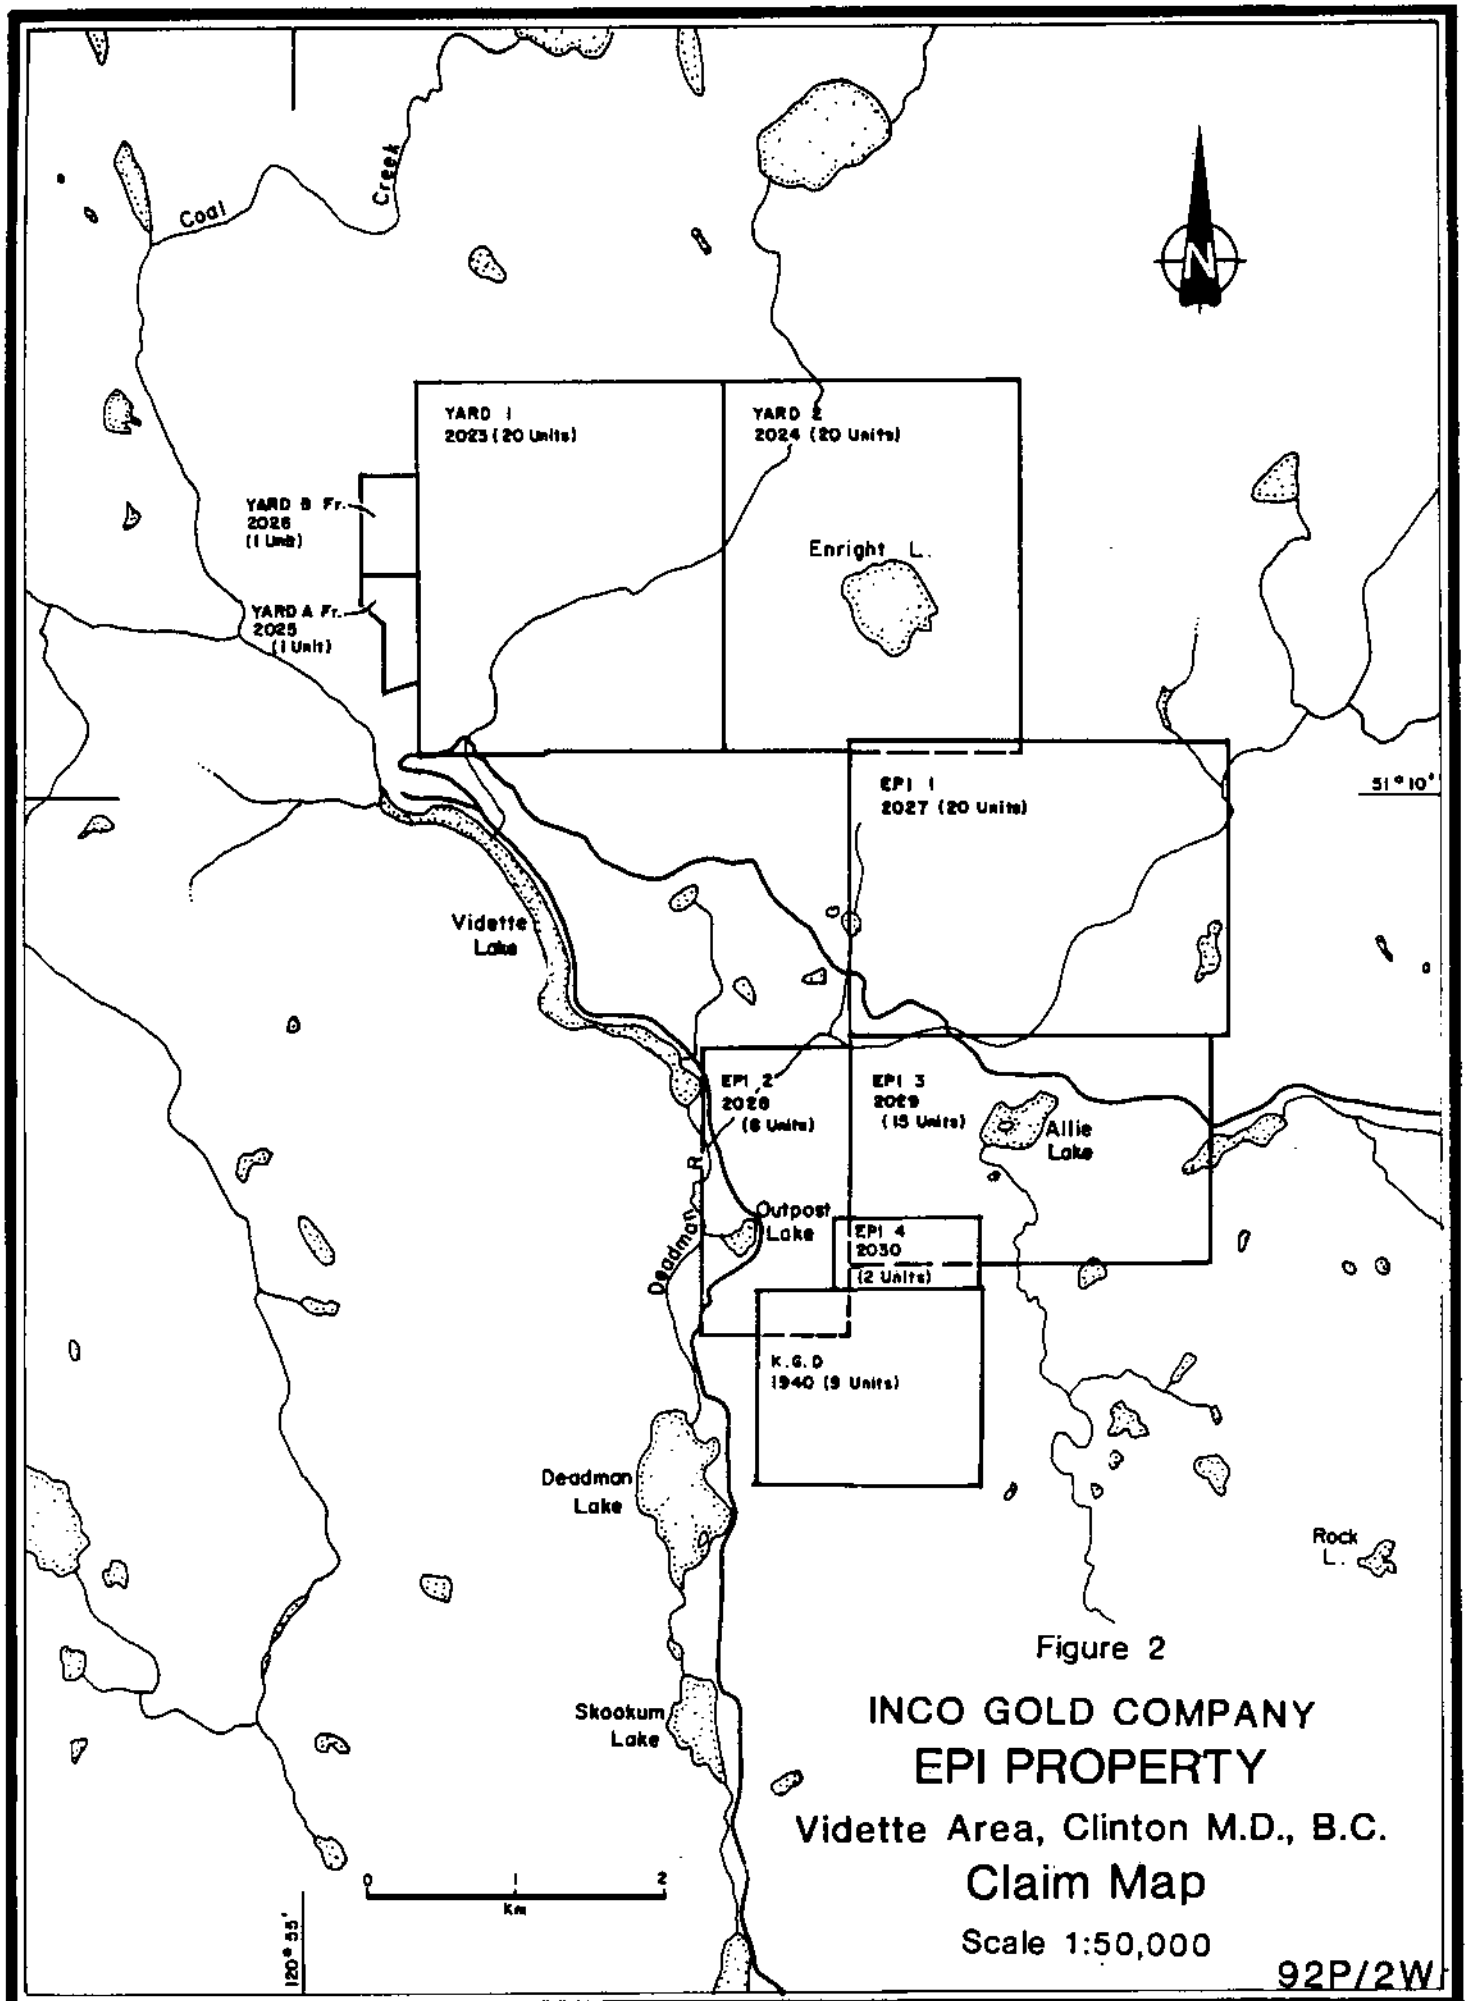 Creek
Coal
N
YARD 1
2023 (20 Units)
YARD 2
2024 (20 Units)
YARD B Fr.
2026
(1 Unit)
Enright L.
YARD A Fr.
2025
(1 Unit)
51° 10'
EPI 1
2027 (20 Units)
Vidette
Lake
EPI 2
2028
(8 Units)
EPI 3
2029
(15 Units)
Allie
Lake
Deadman R
Outpost
Lake
EPI 4
2030
(2 Units)
K.G.D
1940 (9 Units)
Deadman
Lake
Rock
L.
Figure 2
Skookum
Lake
INCO GOLD COMPANY
EPI PROPERTY
Vidette Area, Clinton M.D., B.C.
Claim Map
0 1 2
Km
Scale 1:50,000
120° 55'
92P/2W